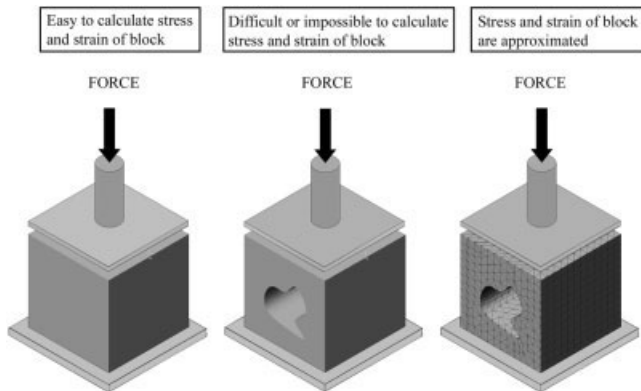 Easy to calculate stress
and strain of block
Difficult or impossible to calculate
stress and strain of block
Stress and strain of block
are approximated
FORCE
FORCE
FORCE